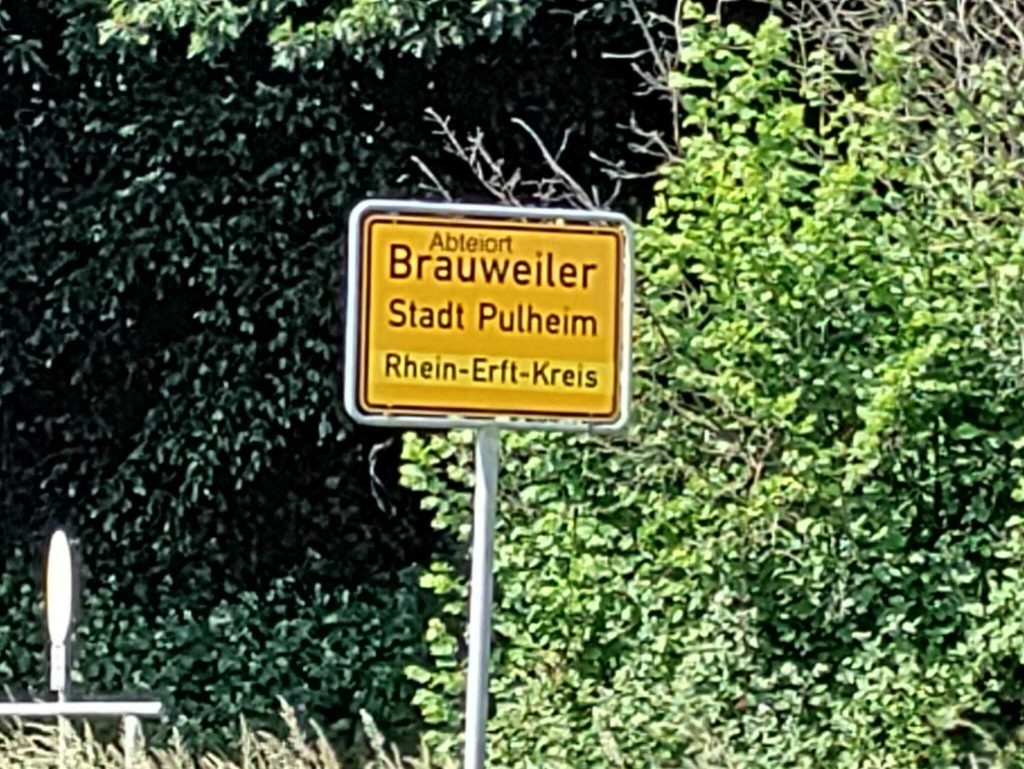 Abteiort
Brauweiler
Stadt Pulheim
Rhein-Erft-Kreis